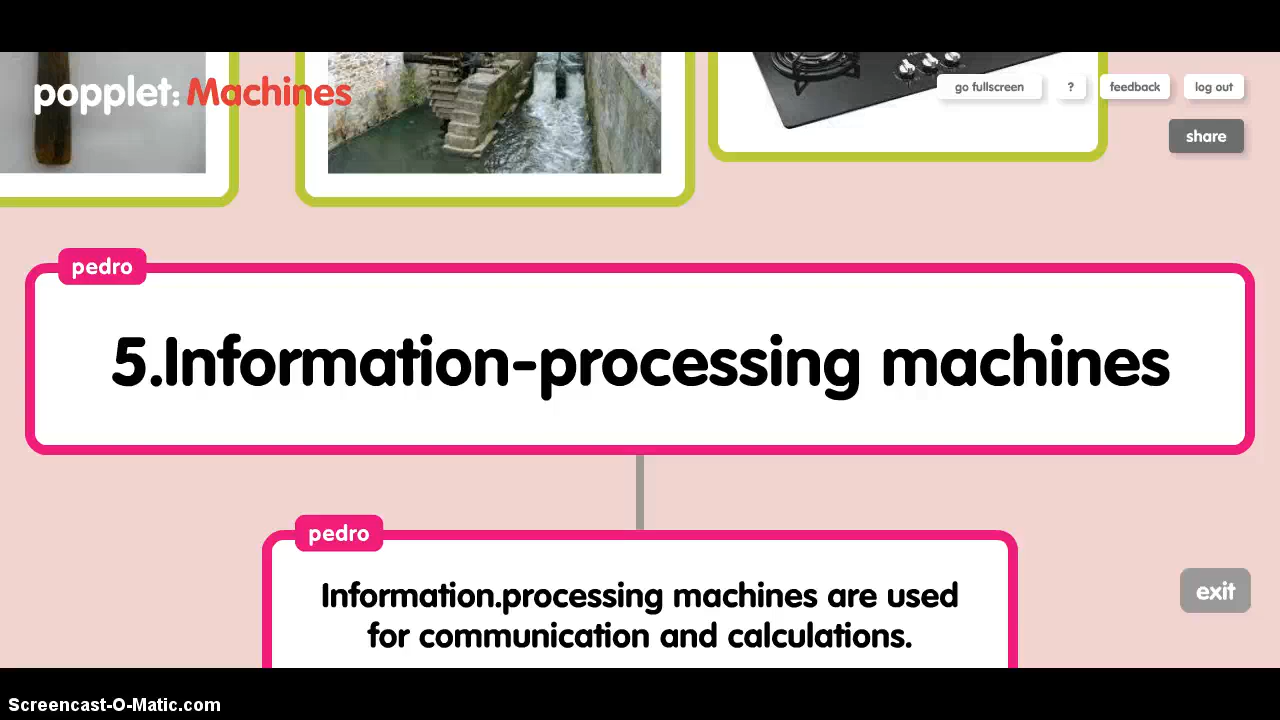 popplet: Machines
go fullscreen
?
feedback
log out
share
pedro
5.Information-processing machines
pedro
Information.processing machines are used
for communication and calculations.
exit
Screencast-O-Matic.com